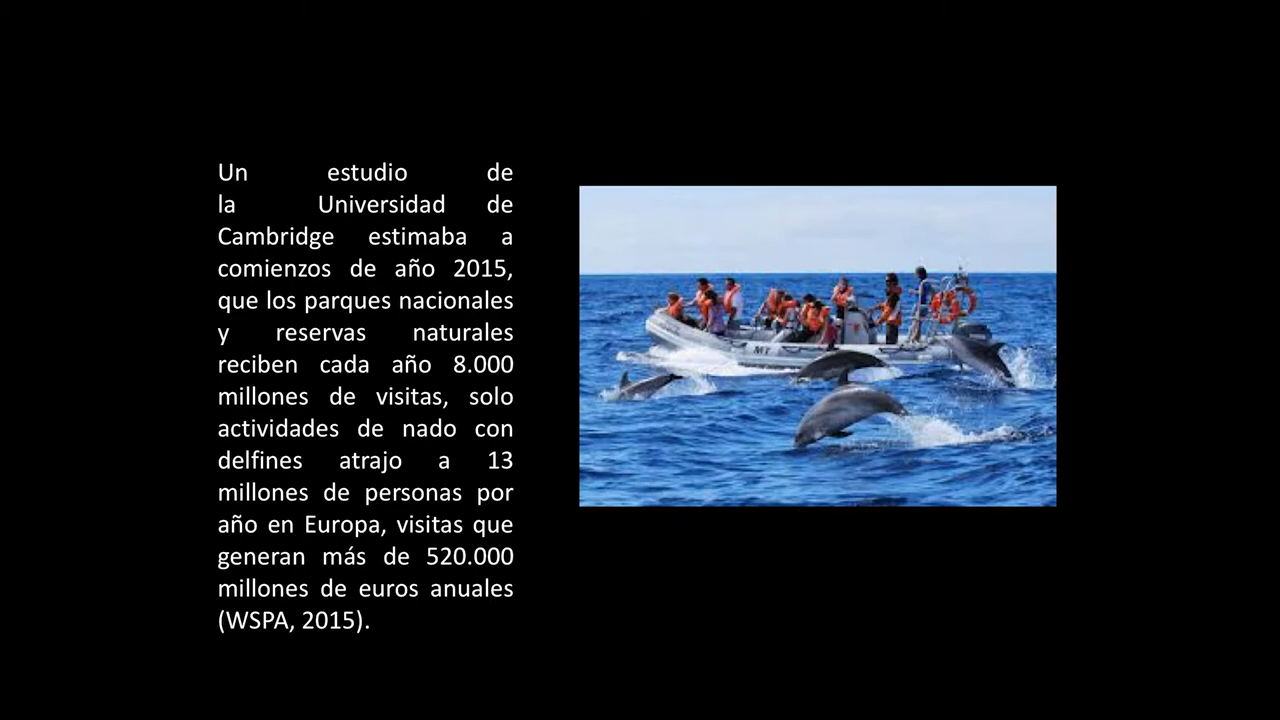 Un estudio de
la Universidad de
Cambridge estimaba a
comienzos de año 2015,
que los parques nacionales
y reservas naturales
reciben cada año 8.000
millones de visitas, solo
actividades de nado con
delfines atrajo a 13
millones de personas por
año en Europa, visitas que
generan más de 520.000
millones de euros anuales
(WSPA, 2015).
MY